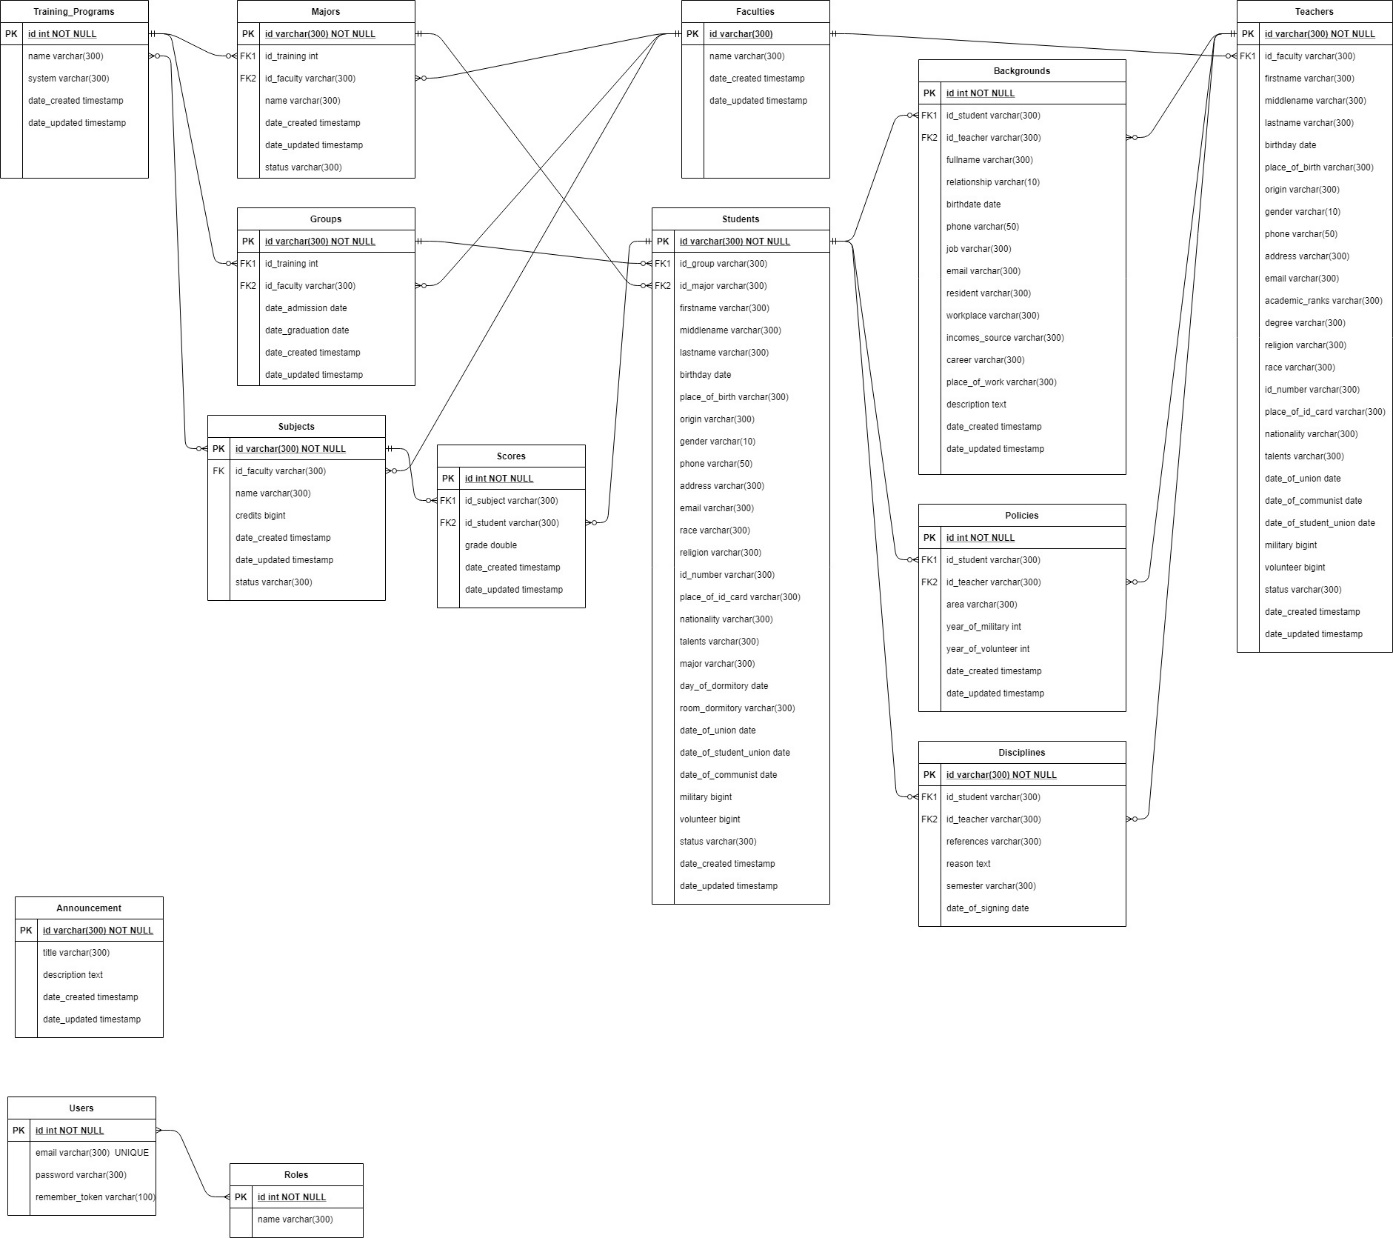 Training_Programs
PK id int NOT NULL
name varchar(300)
system varchar(300)
date_created timestamp
date_updated timestamp
Majors
PK id varchar(300) NOT NULL
FK1 id_training int
FK2 id_faculty varchar(300)
name varchar(300)
date_created timestamp
date_updated timestamp
status varchar(300)
Faculties
PK id varchar(300)
name varchar(300)
date_created timestamp
date_updated timestamp
Teachers
PK id varchar(300) NOT NULL
FK1 id_faculty varchar(300)
firstname varchar(300)
middlename varchar(300)
lastname varchar(300)
birthday date
place_of_birth varchar(300)
origin varchar(300)
gender varchar(10)
phone varchar(50)
address varchar(300)
email varchar(300)
academic_ranks varchar(300)
degree varchar(300)
religion varchar(300)
race varchar(300)
id_number varchar(300)
place_of_id_card varchar(300)
nationality varchar(300)
talents varchar(300)
date_of_union date
date_of_communist date
date_of_student_union date
military bigint
volunteer bigint
status varchar(300)
date_created timestamp
date_updated timestamp
Backgrounds
PK id int NOT NULL
FK1 id_student varchar(300)
FK2 id_teacher varchar(300)
fullname varchar(300)
relationship varchar(10)
birthdate date
phone varchar(50)
job varchar(300)
email varchar(300)
resident varchar(300)
workplace varchar(300)
incomes_source varchar(300)
career varchar(300)
place_of_work varchar(300)
description text
date_created timestamp
date_updated timestamp
Groups
PK id varchar(300) NOT NULL
FK1 id_training int
FK2 id_faculty varchar(300)
date_admission date
date_graduation date
date_created timestamp
date_updated timestamp
Students
PK id varchar(300) NOT NULL
FK1 id_group varchar(300)
FK2 id_major varchar(300)
firstname varchar(300)
middlename varchar(300)
lastname varchar(300)
birthday date
place_of_birth varchar(300)
origin varchar(300)
gender varchar(10)
phone varchar(50)
address varchar(300)
email varchar(300)
race varchar(300)
religion varchar(300)
id_number varchar(300)
place_of_id_card varchar(300)
nationality varchar(300)
talents varchar(300)
major varchar(300)
day_of_dormitory date
room_dormitory varchar(300)
date_of_union date
date_of_student_union date
date_of_communist date
military bigint
volunteer bigint
status varchar(300)
date_created timestamp
date_updated timestamp
Subjects
PK id varchar(300) NOT NULL
FK id_faculty varchar(300)
name varchar(300)
credits bigint
date_created timestamp
date_updated timestamp
status varchar(300)
Scores
PK id int NOT NULL
FK1 id_subject varchar(300)
FK2 id_student varchar(300)
grade double
date_created timestamp
date_updated timestamp
Policies
PK id int NOT NULL
FK1 id_student varchar(300)
FK2 id_teacher varchar(300)
area varchar(300)
year_of_military int
year_of_volunteer int
date_created timestamp
date_updated timestamp
Disciplines
PK id varchar(300) NOT NULL
FK1 id_student varchar(300)
FK2 id_teacher varchar(300)
references varchar(300)
reason text
semester varchar(300)
date_of_signing date
Announcement
PK id varchar(300) NOT NULL
title varchar(300)
description text
date_created timestamp
date_updated timestamp
Users
PK id int NOT NULL
email varchar(300) UNIQUE
password varchar(300)
remember_token varchar(100)
Roles
PK id int NOT NULL
name varchar(300)